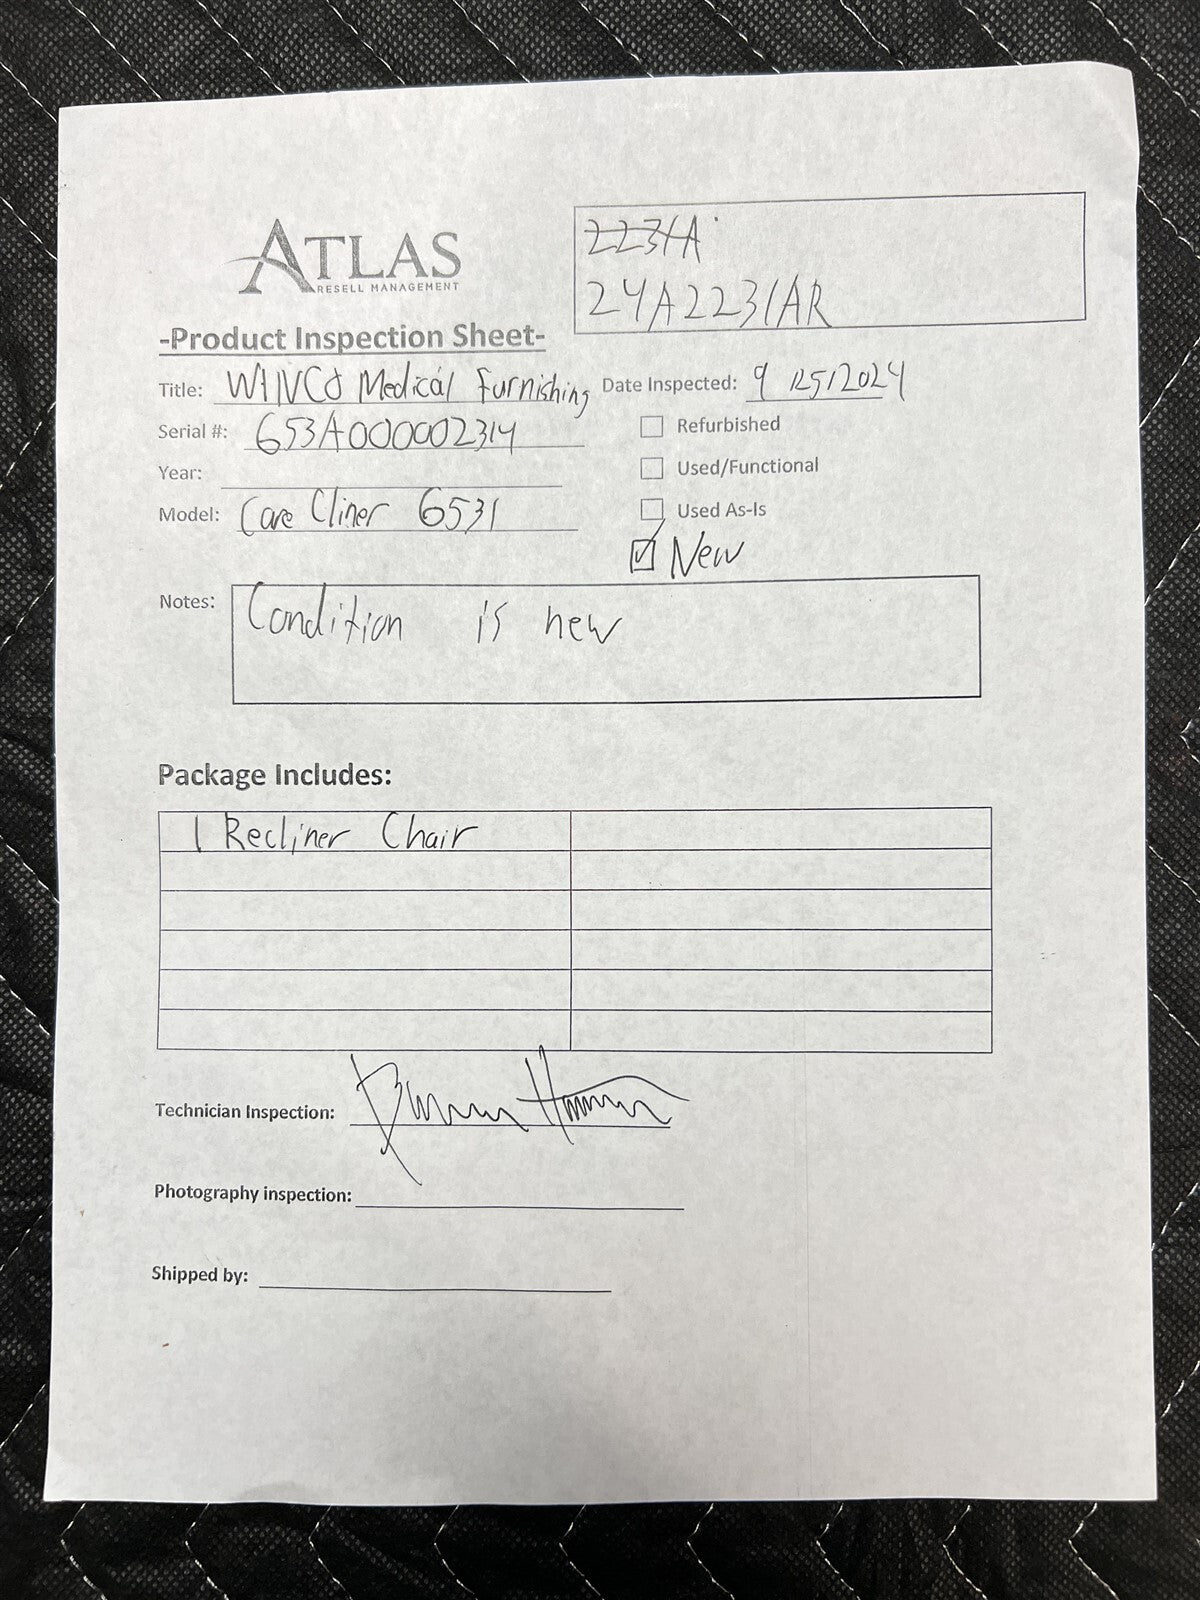 ATLAS
RESELL MANAGEMENT
2231A
24A2231AR
-Product Inspection Sheet-
Title: WINCO Medical Furnishing
Date Inspected: 9/25/2024
Serial #: 653A000002314
Refurbished
Year:
Used/Functional
Model: Care Cliner 6531
Used As-Is
New
Notes: Condition is new
Package Includes:
1 Recliner Chair
Technician Inspection:
Photography inspection:
Shipped by: